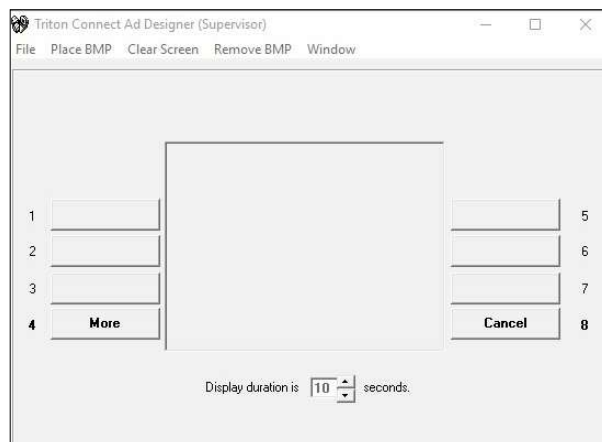 Triton Connect Ad Designer (Supervisor)
File Place BMP Clear Screen Remove BMP Window
1 5
2 6
3 7
4 More Cancel 8
Display duration is 10 seconds.